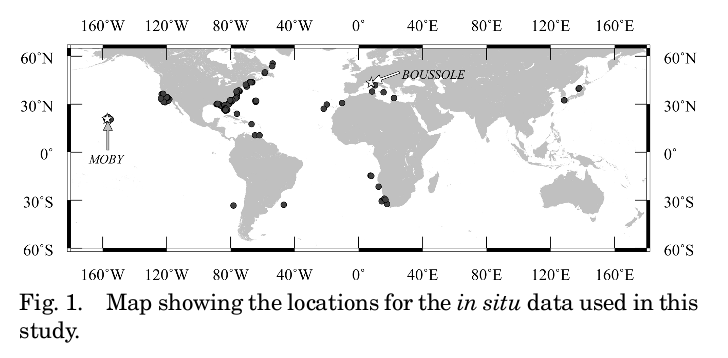 160°W 120°W 80°W 40°W 0° 40°E 80°E 120°E 160°E
60°N 60°N
BOUSSOLE
30°N 30°N
MOBY
0° 0°
30°S 30°S
60°S 60°S
160°W 120°W 80°W 40°W 0° 40°E 80°E 120°E 160°E
Fig. 1. Map showing the locations for the in situ data used in this
study.